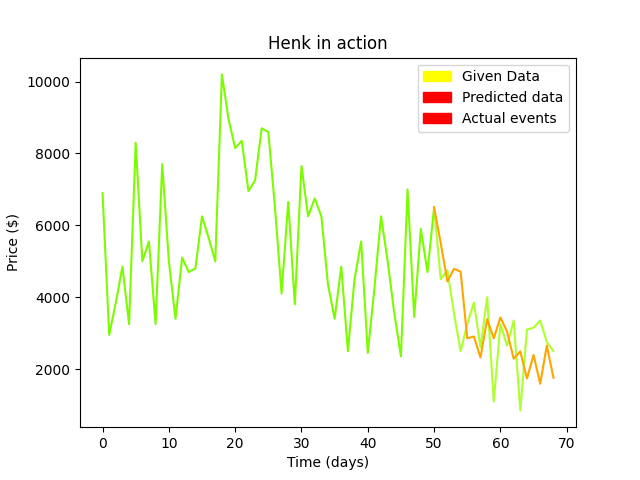 Henk in action
Given Data
Predicted data
Actual events
Price ($)
10000
8000
6000
4000
2000
0 10 20 30 40 50 60 70
Time (days)